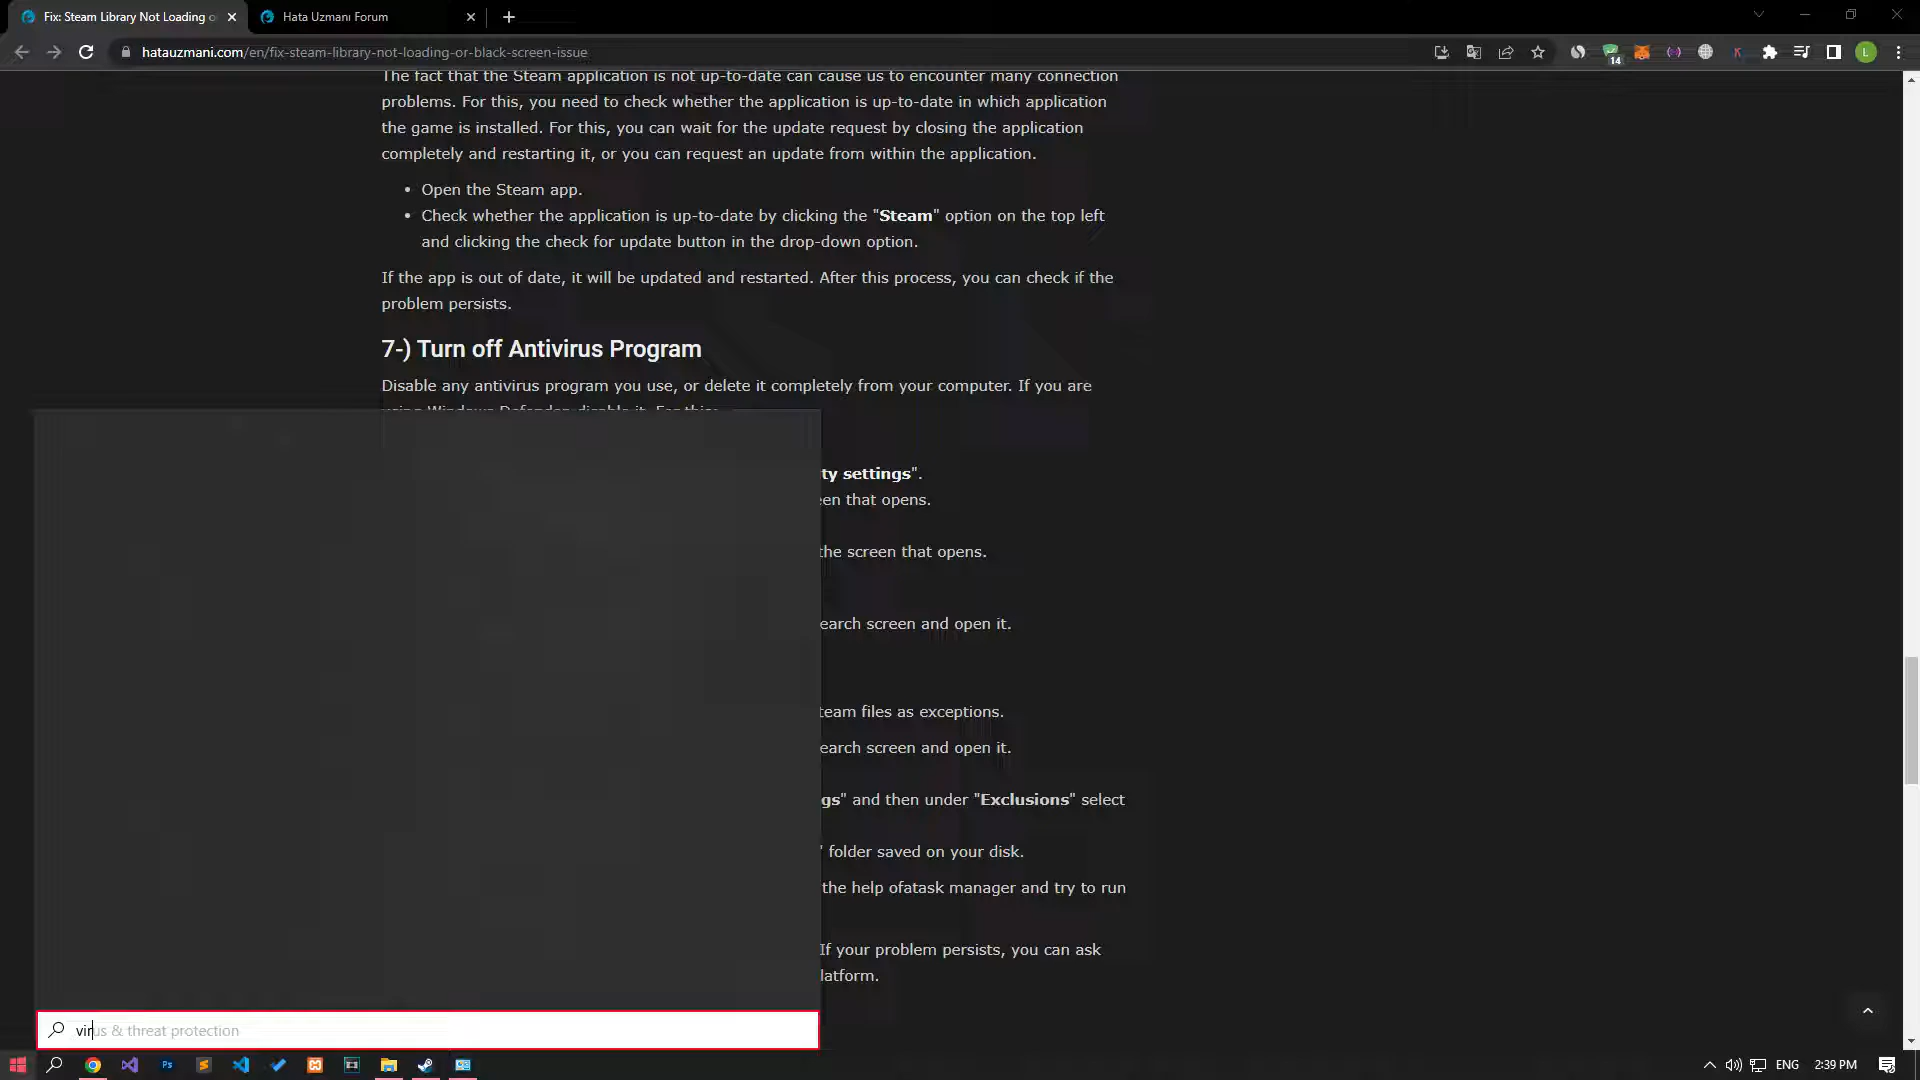 Fix: Steam Library Not Loading o
Hata Uzmanı Forum
hatauzmani.com/en/fix-steam-library-not-loading-or-black-screen-issue
14
K
L
The fact that the Steam application is not up-to-date can cause us to encounter many connection
problems. For this, you need to check whether the application is up-to-date in which application
the game is installed. For this, you can wait for the update request by closing the application
completely and restarting it, or you can request an update from within the application.
• Open the Steam app.
• Check whether the application is up-to-date by clicking the "Steam" option on the top left
and clicking the check for update button in the drop-down option.
If the app is out of date, it will be updated and restarted. After this process, you can check if the
problem persists.
7-) Turn off Antivirus Program
Disable any antivirus program you use, or delete it completely from your computer. If you are
using Windows Defender, disable it. For this;
ty settings".
een that opens.
the screen that opens.
earch screen and open it.
team files as exceptions.
earch screen and open it.
gs" and then under "Exclusions" select
" folder saved on your disk.
the help ofatask manager and try to run
If your problem persists, you can ask
latform.
virus & threat protection
Ps
ENG
2:39 PM